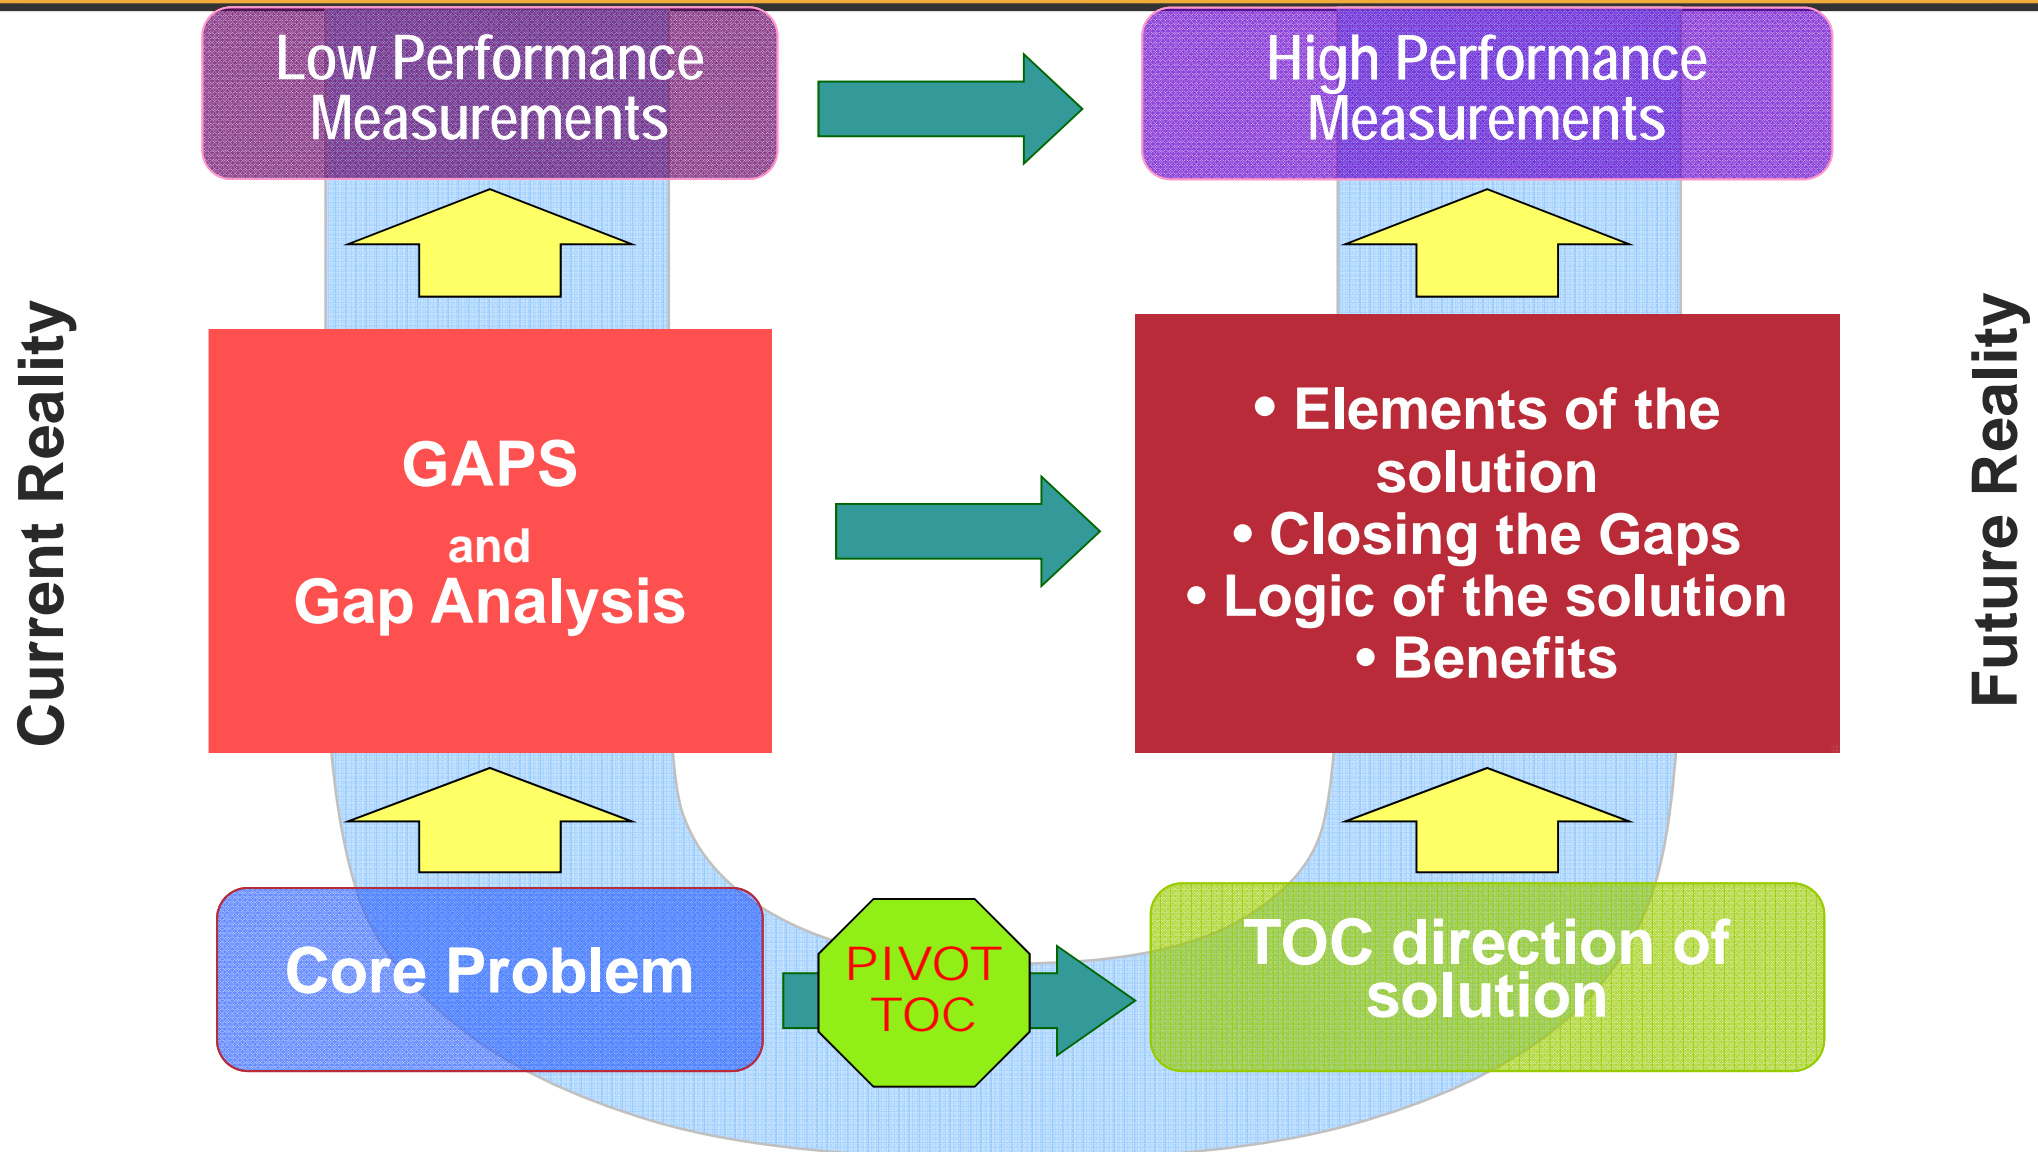 Low Performance
Measurements
High Performance
Measurements
Current Reality
GAPS
and
Gap Analysis
• Elements of the
solution
• Closing the Gaps
• Logic of the solution
• Benefits
Future Reality
Core Problem
PIVOT
TOC
TOC direction of
solution